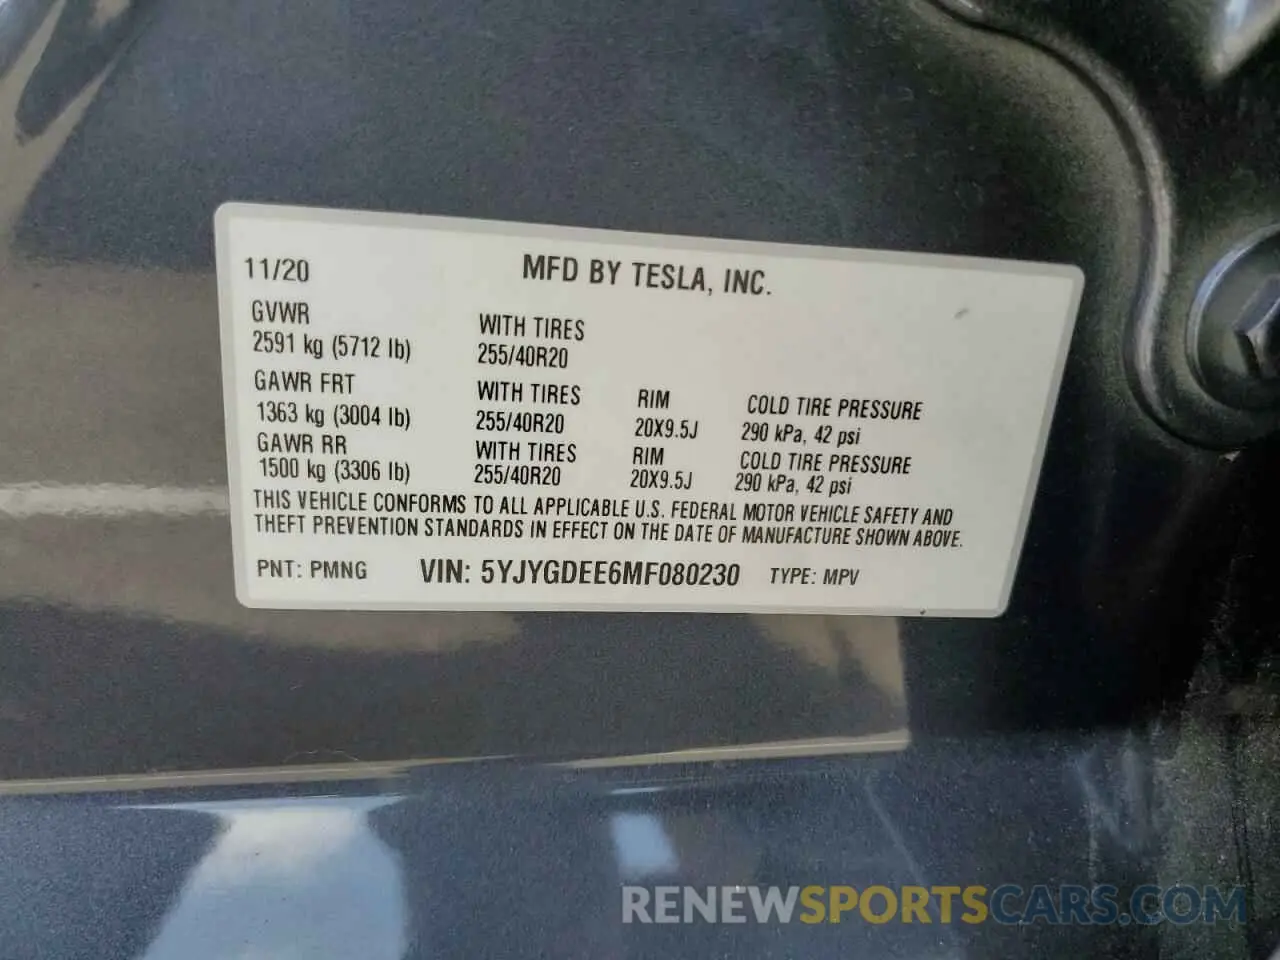 11/20 MFD BY TESLA, INC.
GVWR
2591 kg (5712 lb)
WITH TIRES
255/40R20
GAWR FRT WITH TIRES RIM COLD TIRE PRESSURE
1363 kg (3004 lb) 255/40R20 20X9.5J 290 kPa, 42 psi
GAWR RR WITH TIRES RIM COLD TIRE PRESSURE
1500 kg (3306 lb) 255/40R20 20X9.5J 290 kPa, 42 psi
THIS VEHICLE CONFORMS TO ALL APPLICABLE U.S. FEDERAL MOTOR VEHICLE SAFETY AND
THEFT PREVENTION STANDARDS IN EFFECT ON THE DATE OF MANUFACTURE SHOWN ABOVE.
PNT: PMNG VIN: 5YJYGDEE6MF080230 TYPE: MPV
RENEWSPORTSCARS.COM